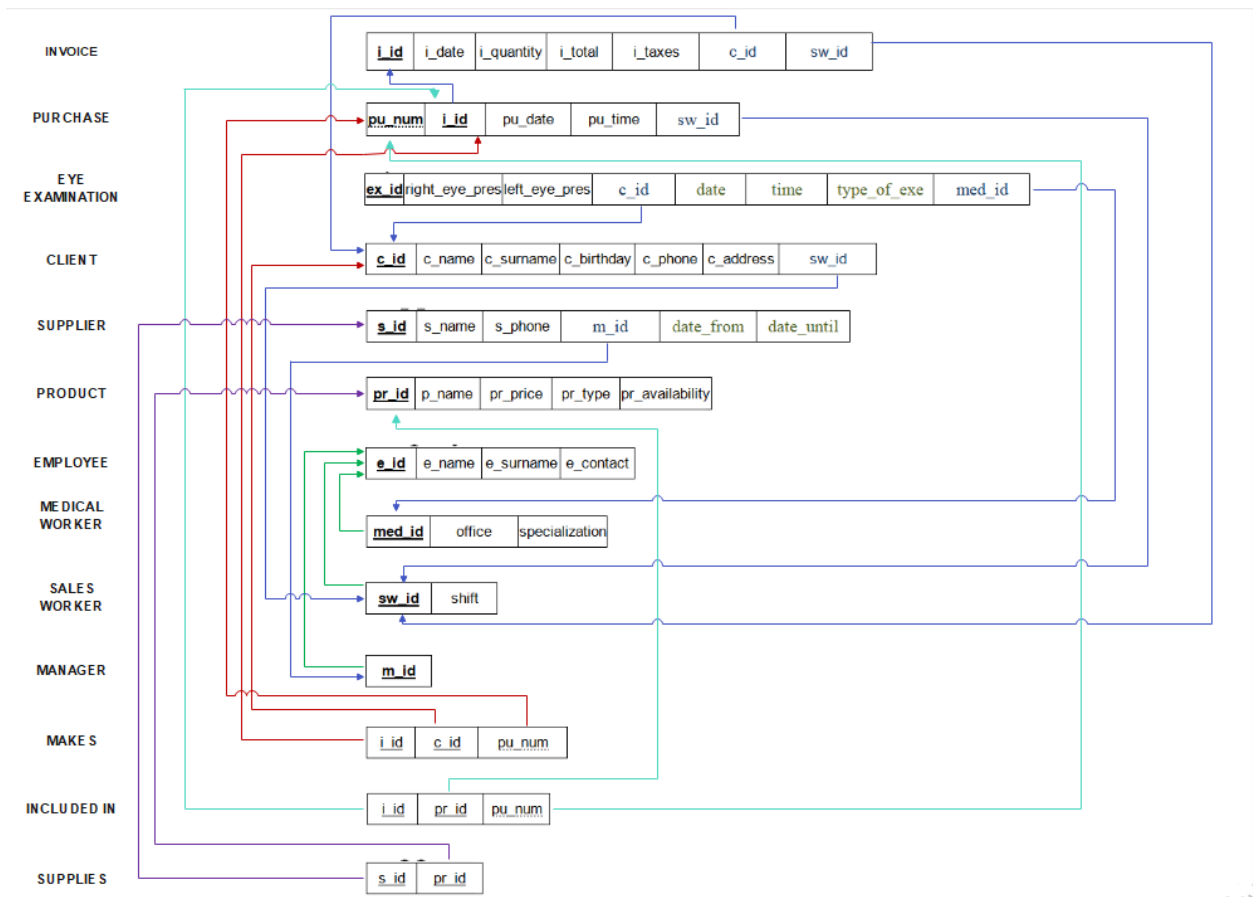 INVOICE
i_id i_date i_quantity i_total i_taxes c_id sw_id
PURCHASE
pu_num i_id pu_date pu_time sw_id
EYE
EXAMINATION
ex_id right_eye_pres left_eye_pres c_id date time type_of_exe med_id
CLIENT
c_id c_name c_surname c_birthday c_phone c_address sw_id
SUPPLIER
s_id s_name s_phone m_id date_from date_until
PRODUCT
pr_id p_name pr_price pr_type pr_availability
EMPLOYEE
e_id e_name e_surname e_contact
MEDICAL
WORKER
med_id office specialization
SALES
WORKER
sw_id shift
MANAGER
m_id
MAKES
i_id c_id pu_num
INCLUDED IN
i_id pr_id pu_num
SUPPLIES
s_id pr_id